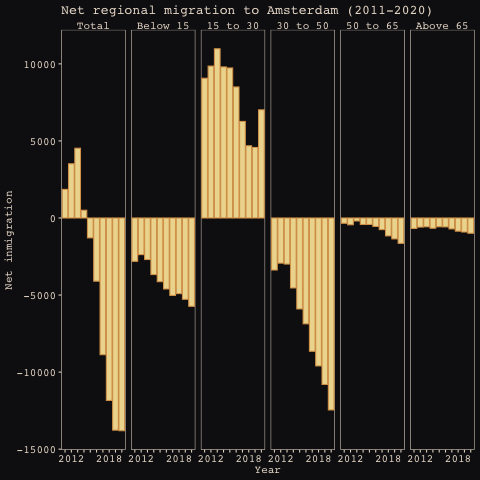 Net regional migration to Amsterdam (2011-2020)
Total Below 15 15 to 30 30 to 50 50 to 65 Above 65
10000
5000
0
-5000
-10000
-15000
Net inmigration
2012 2018 2012 2018 2012 2018 2012 2018 2012 2018 2012 2018
Year